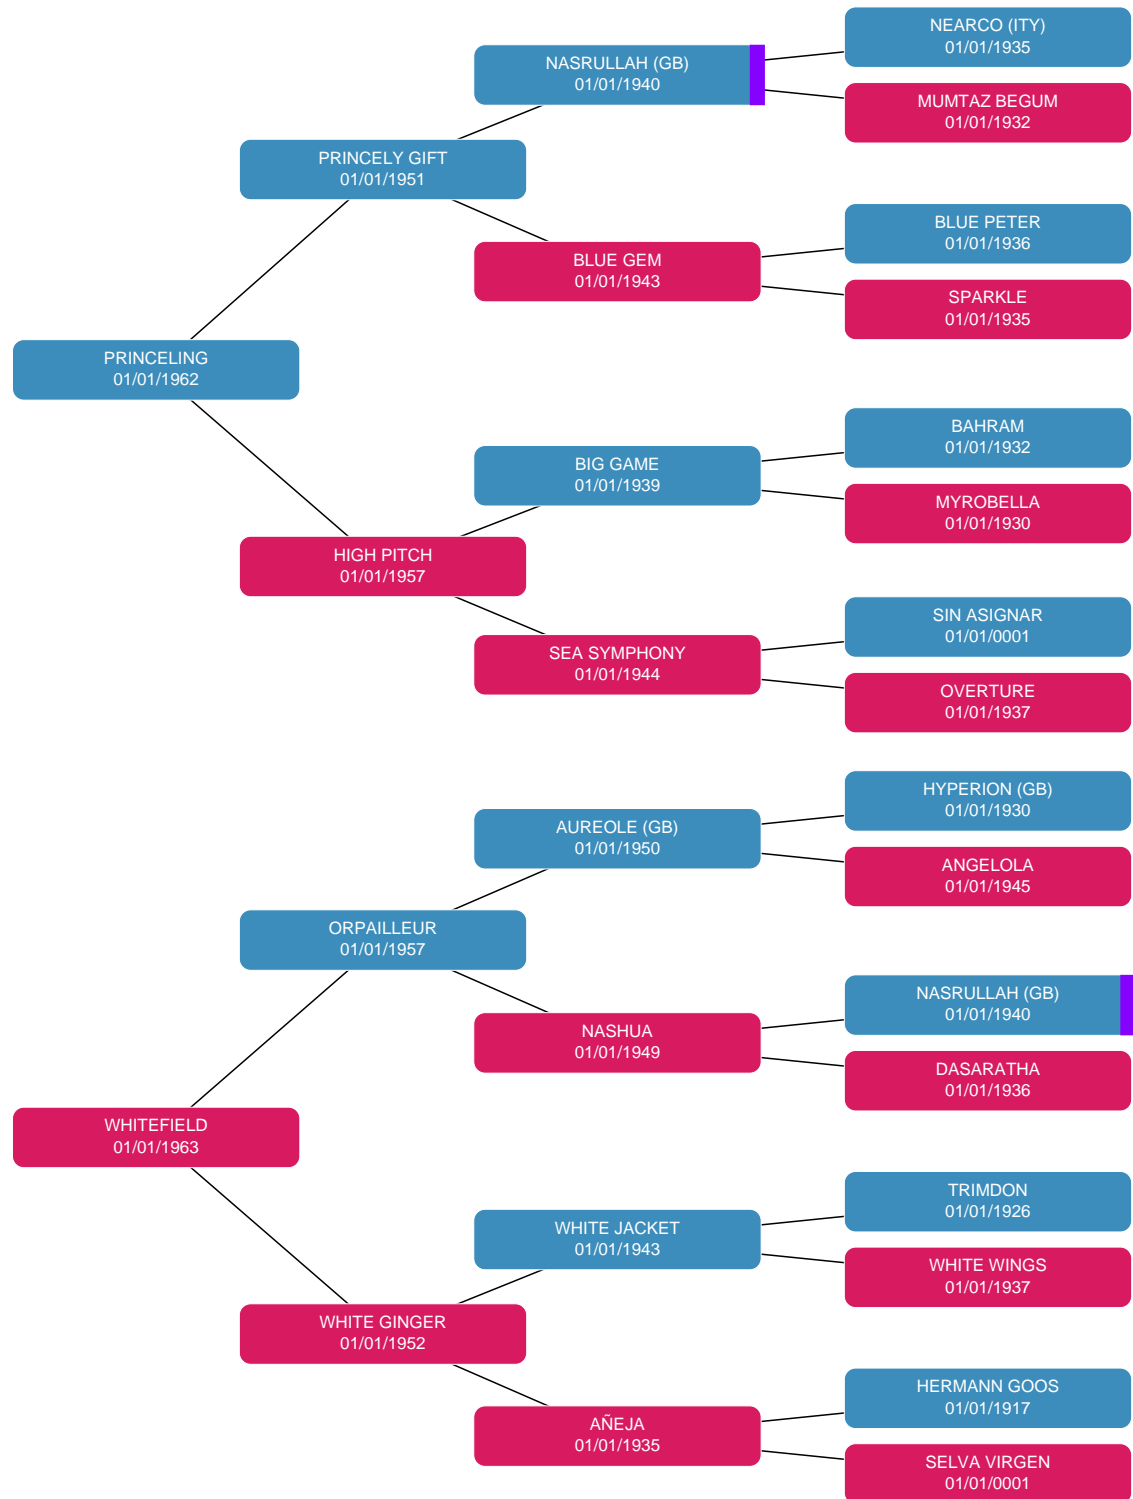 NEARCO (ITY)
01/01/1935
NASRULLAH (GB)
01/01/1940
MUMTAZ BEGUM
01/01/1932
PRINCELY GIFT
01/01/1951
BLUE PETER
01/01/1936
BLUE GEM
01/01/1943
SPARKLE
01/01/1935
PRINCELING
01/01/1962
BAHRAM
01/01/1932
BIG GAME
01/01/1939
MYROBELLA
01/01/1930
HIGH PITCH
01/01/1957
SIN ASIGNAR
01/01/0001
SEA SYMPHONY
01/01/1944
OVERTURE
01/01/1937
HYPERION (GB)
01/01/1930
AUREOLE (GB)
01/01/1950
ANGELOLA
01/01/1945
ORPAILLEUR
01/01/1957
NASRULLAH (GB)
01/01/1940
NASHUA
01/01/1949
DASARATHA
01/01/1936
WHITEFIELD
01/01/1963
TRIMDON
01/01/1926
WHITE JACKET
01/01/1943
WHITE WINGS
01/01/1937
WHITE GINGER
01/01/1952
HERMANN GOOS
01/01/1917
AÑEJA
01/01/1935
SELVA VIRGEN
01/01/0001